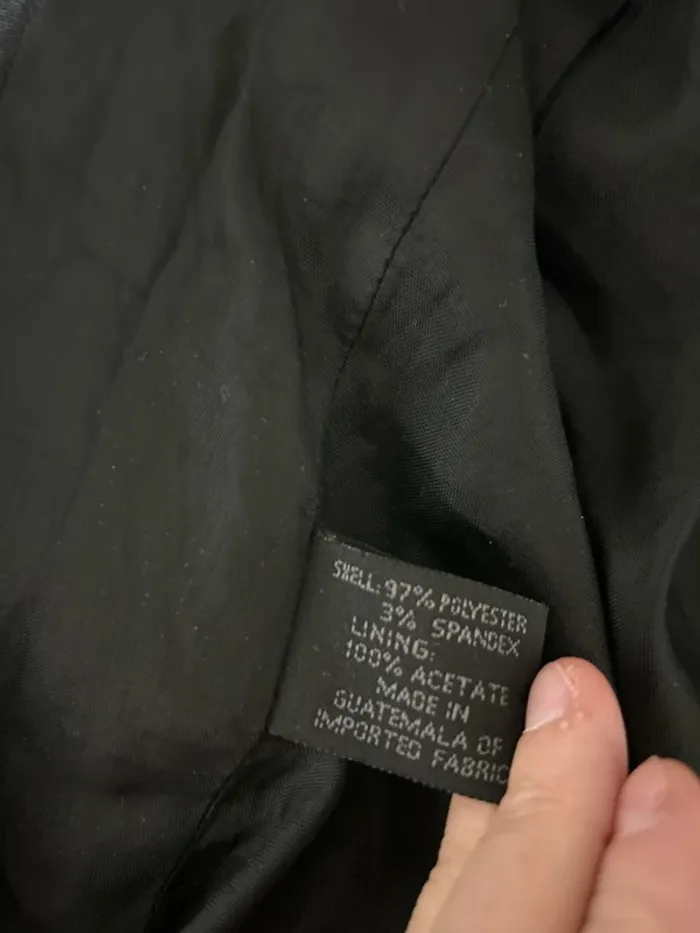 SHELL: 97% POLYESTER
3% SPANDEX
LINING:
100% ACETATE
MADE IN
GUATEMALA OF
IMPORTED FABRIC